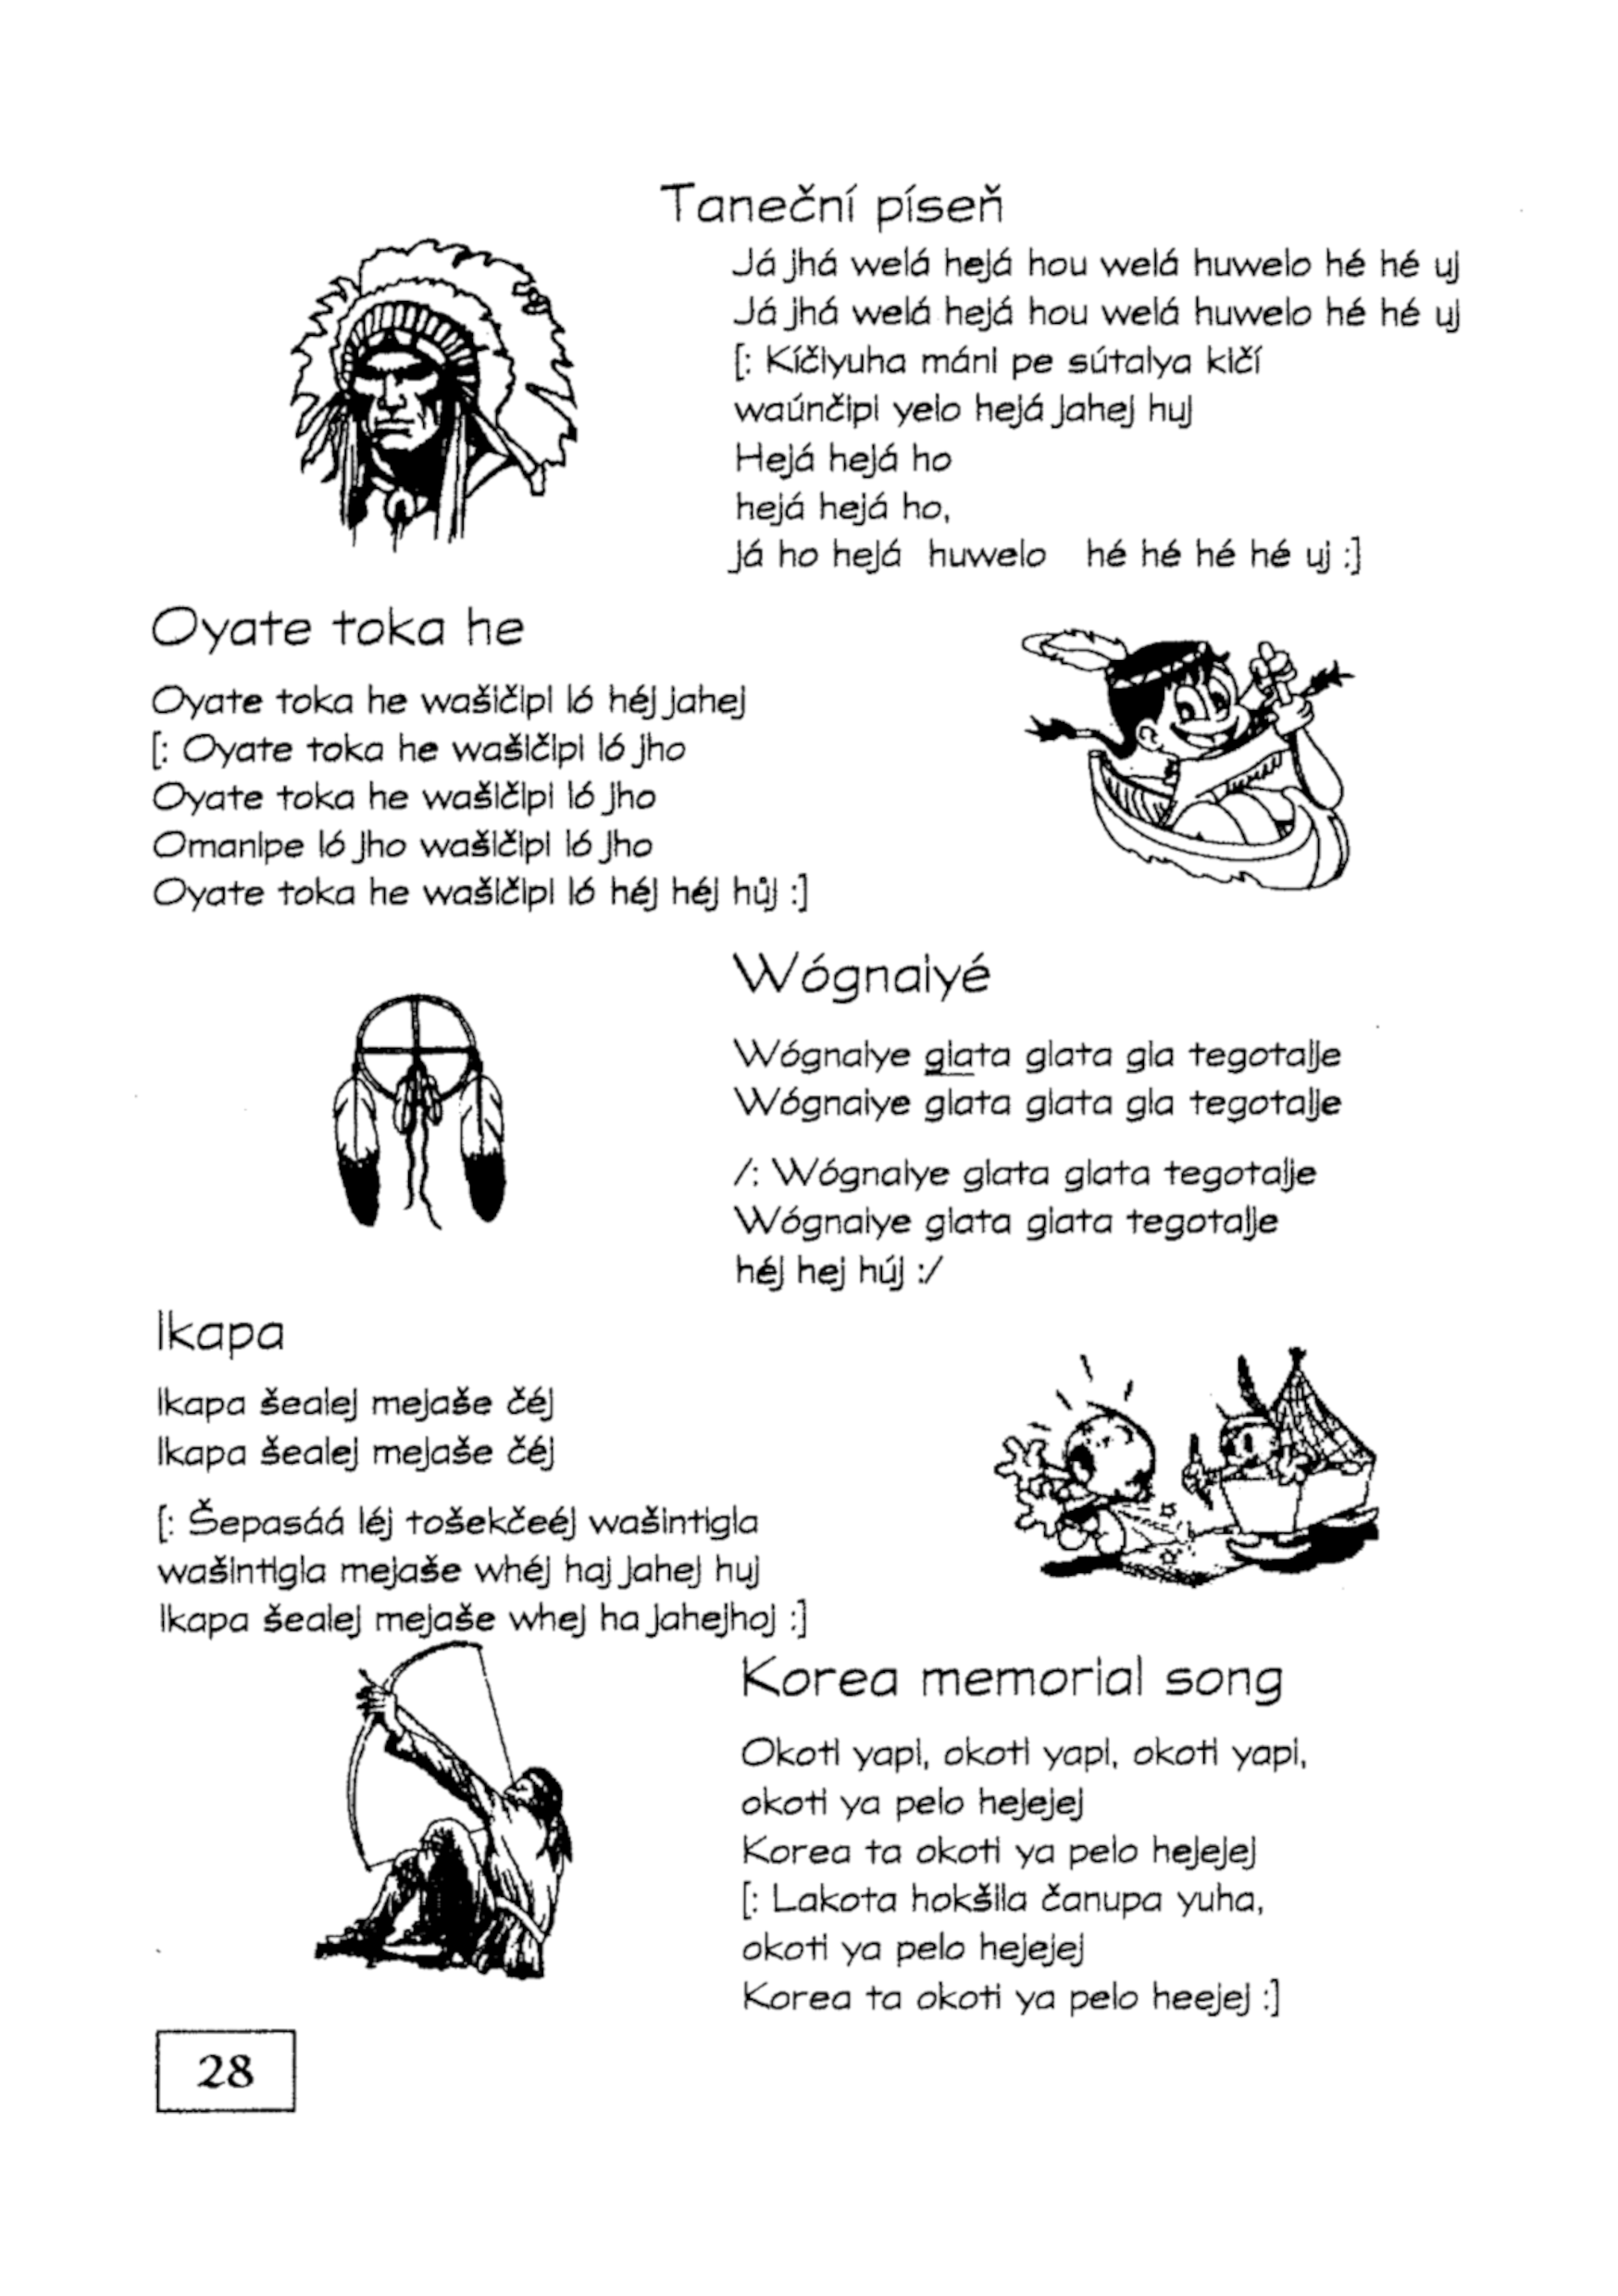 Taneční píseň
Já jhá welá hejá hou welá huwelo hé hé uj
Já jhá welá hejá hou welá huwelo hé hé uj
[: Kíčiyuha máni pe sútaiya kičí
waúnčipi yelo hejá jahej huj
Hejá hejá ho
hejá hejá ho,
já ho hejá huwelo hé hé hé hé uj :]
Oyate toka he
Oyate toka he wašičipi ló héj jahej
[: Oyate toka he wašičipi ló jho
Oyate toka he wašičipi ló jho
Omanipe ló jho wašičipi ló jho
Oyate toka he wašičipi ló héj héj hůj :]
Wógnaiyé
Wógnaiye glata glata gla tegotalje
Wógnaiye glata glata gla tegotalje
/: Wógnaiye glata glata tegotalje
Wógnaiye glata glata tegotalje
héj hej húj :/
Ikapa
Ikapa šealej mejaše čéj
Ikapa šealej mejaše čéj
[: Šepasáá léj tošekčeéj wašintigla
wašintigla mejaše whéj haj jahej huj
Ikapa šealej mejaše whej ha jahejhoj :]
Korea memorial song
Okoti yapi, okoti yapi, okoti yapi,
okoti ya pelo hejejej
Korea ta okoti ya pelo hejejej
[: Lakota hokšila čanupa yuha,
okoti ya pelo hejejej
Korea ta okoti ya pelo heejej :]
28